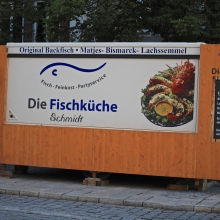 Original Backfisch • Matjes- Bismarck- Lachssemmel
Fisch - Feinkost - Partyservice
Die Fischküche
Schmidt